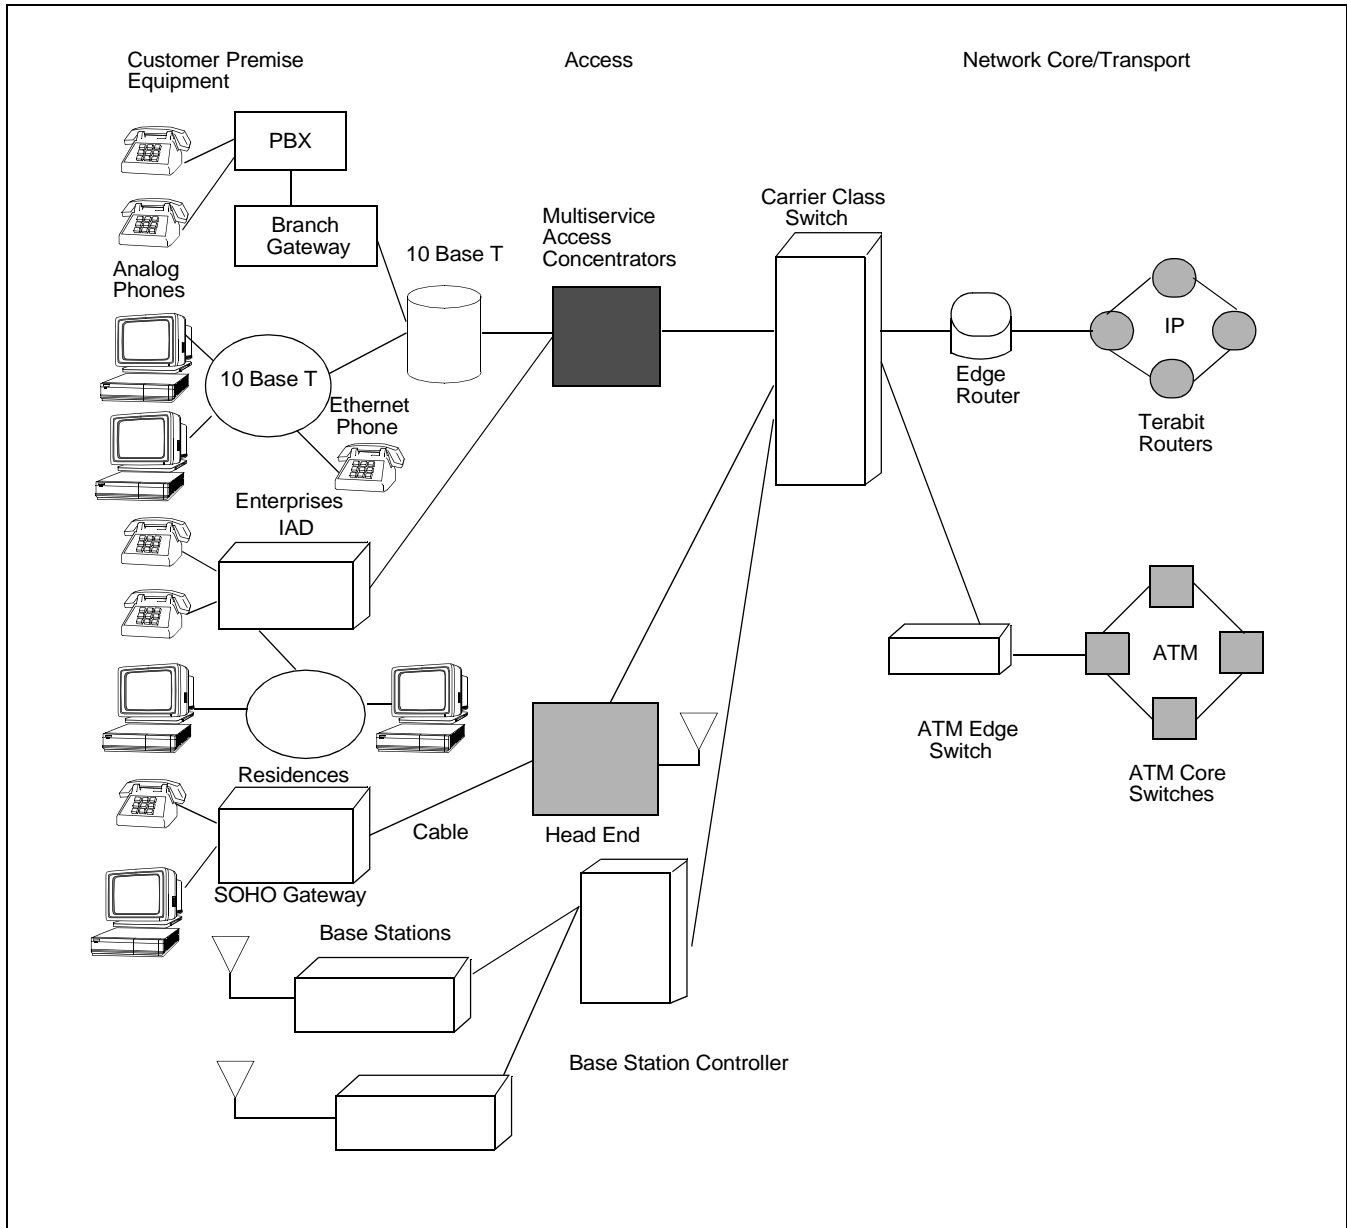 Customer Premise
Equipment
Access
Network Core/Transport
PBX
Branch
Gateway
10 Base T
Analog
Phones
Multiservice
Access
Concentrators
Carrier Class
Switch
10 Base T
Ethernet
Phone
Edge
Router
IP
Terabit
Routers
Enterprises
IAD
Residences
ATM
ATM Edge
Switch
ATM Core
Switches
Cable
Head End
SOHO Gateway
Base Stations
Base Station Controller